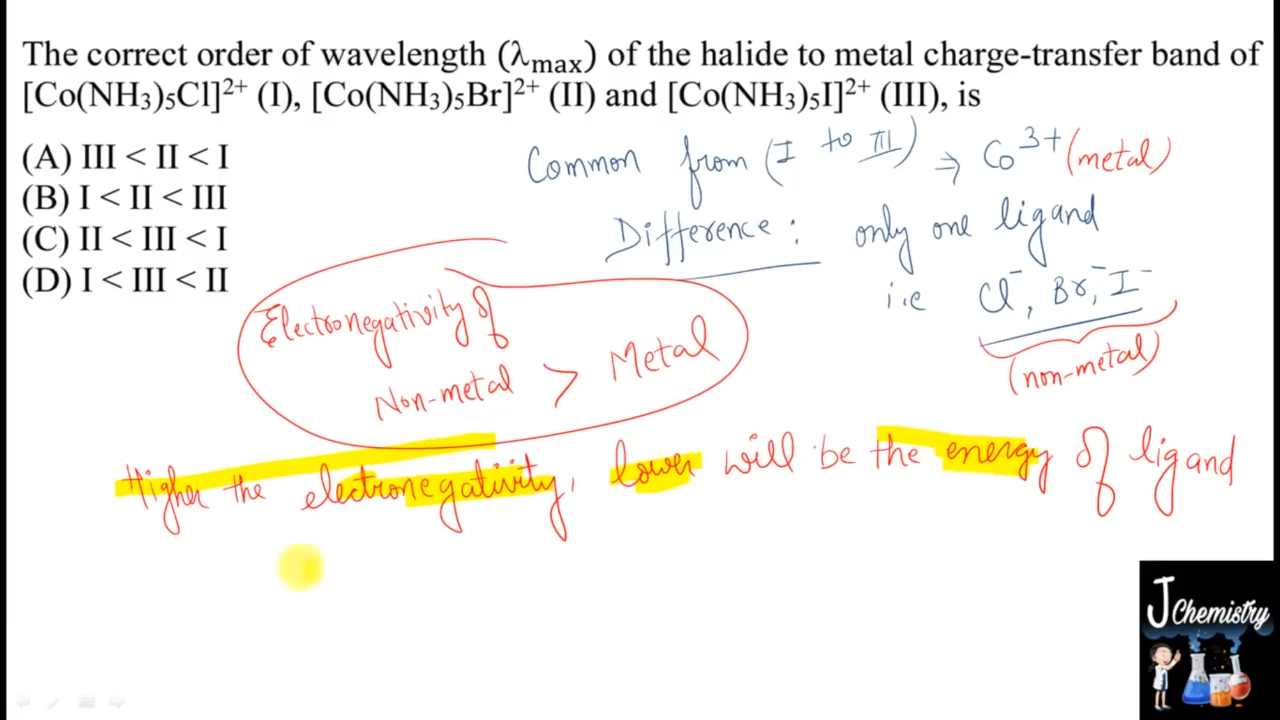 The correct order of wavelength (λmax) of the halide to metal charge-transfer band of
[Co(NH₃)₅Cl]²⁺ (I), [Co(NH₃)₅Br]²⁺ (II) and [Co(NH₃)₅I]²⁺ (III), is
(A) III < II < I
(B) I < II < III
(C) II < III < I
(D) I < III < II
Common from (I to III) ⇒ Co³⁺ (metal)
Difference : only one ligand
i.e Cl⁻, Br⁻, I⁻
(non-metal)
Electronegativity of
Non-metal > Metal
Higher the electronegativity, lower will be the energy of ligand
J Chemistry